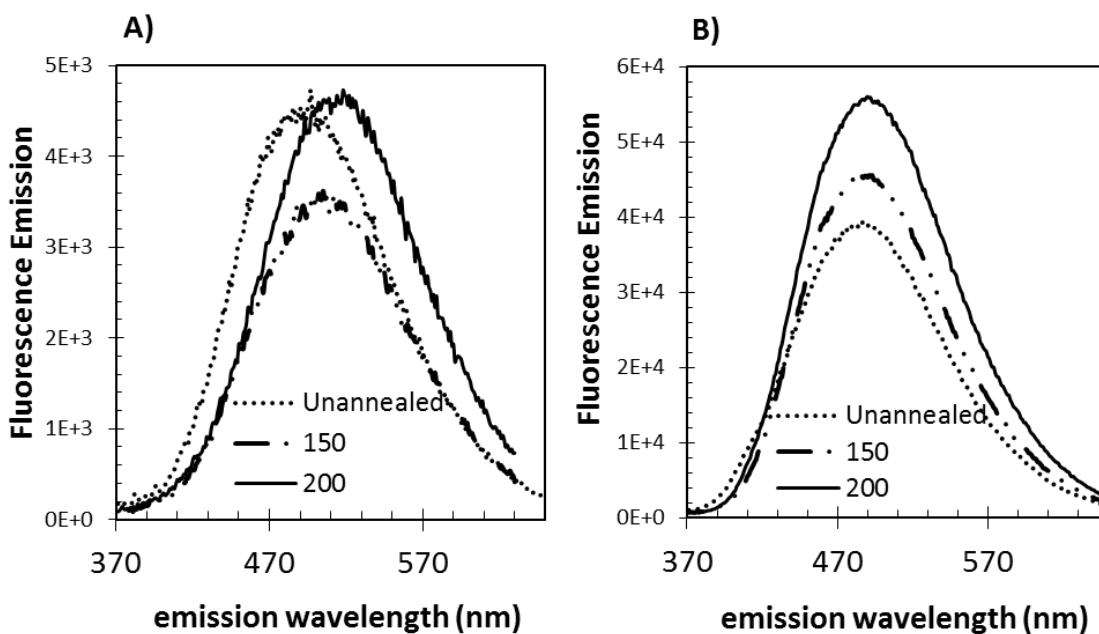 A)
Fluorescence Emission
5E+3
4E+3
3E+3
2E+3
1E+3
0E+0
Unannealed
150
200
370 470 570
emission wavelength (nm)
B)
Fluorescence Emission
6E+4
5E+4
4E+4
3E+4
2E+4
1E+4
0E+0
Unannealed
150
200
370 470 570
emission wavelength (nm)